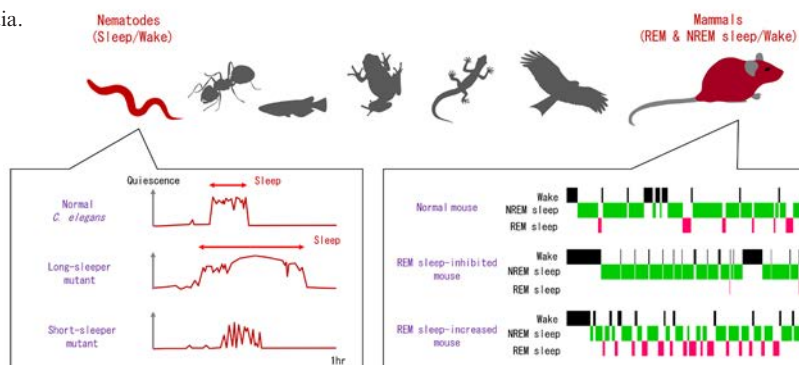 ia.
Nematodes
(Sleep/Wake)
Mammals
(REM & NREM sleep/Wake)
Quiescence
Sleep
Normal
C. elegans
Sleep
Long-sleeper
mutant
Short-sleeper
mutant
1hr
Normal mouse
Wake
NREM sleep
REM sleep
REM sleep-inhibited
mouse
Wake
NREM sleep
REM sleep
REM sleep-increased
mouse
Wake
NREM sleep
REM sleep